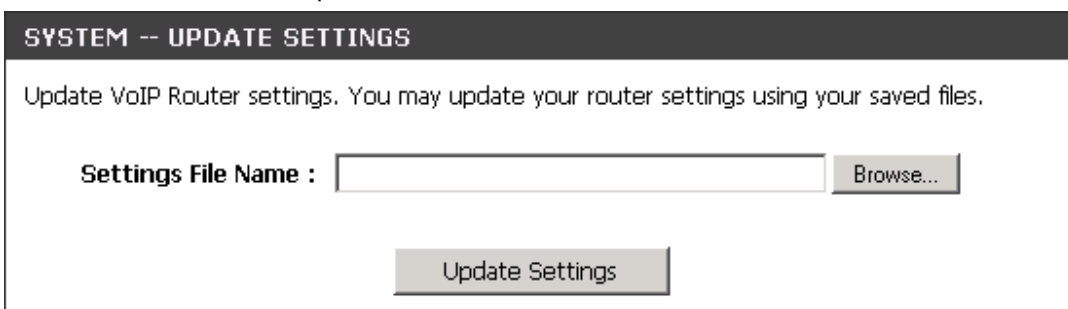 SYSTEM -- UPDATE SETTINGS
Update VoIP Router settings. You may update your router settings using your saved files.
Settings File Name :
Browse...
Update Settings